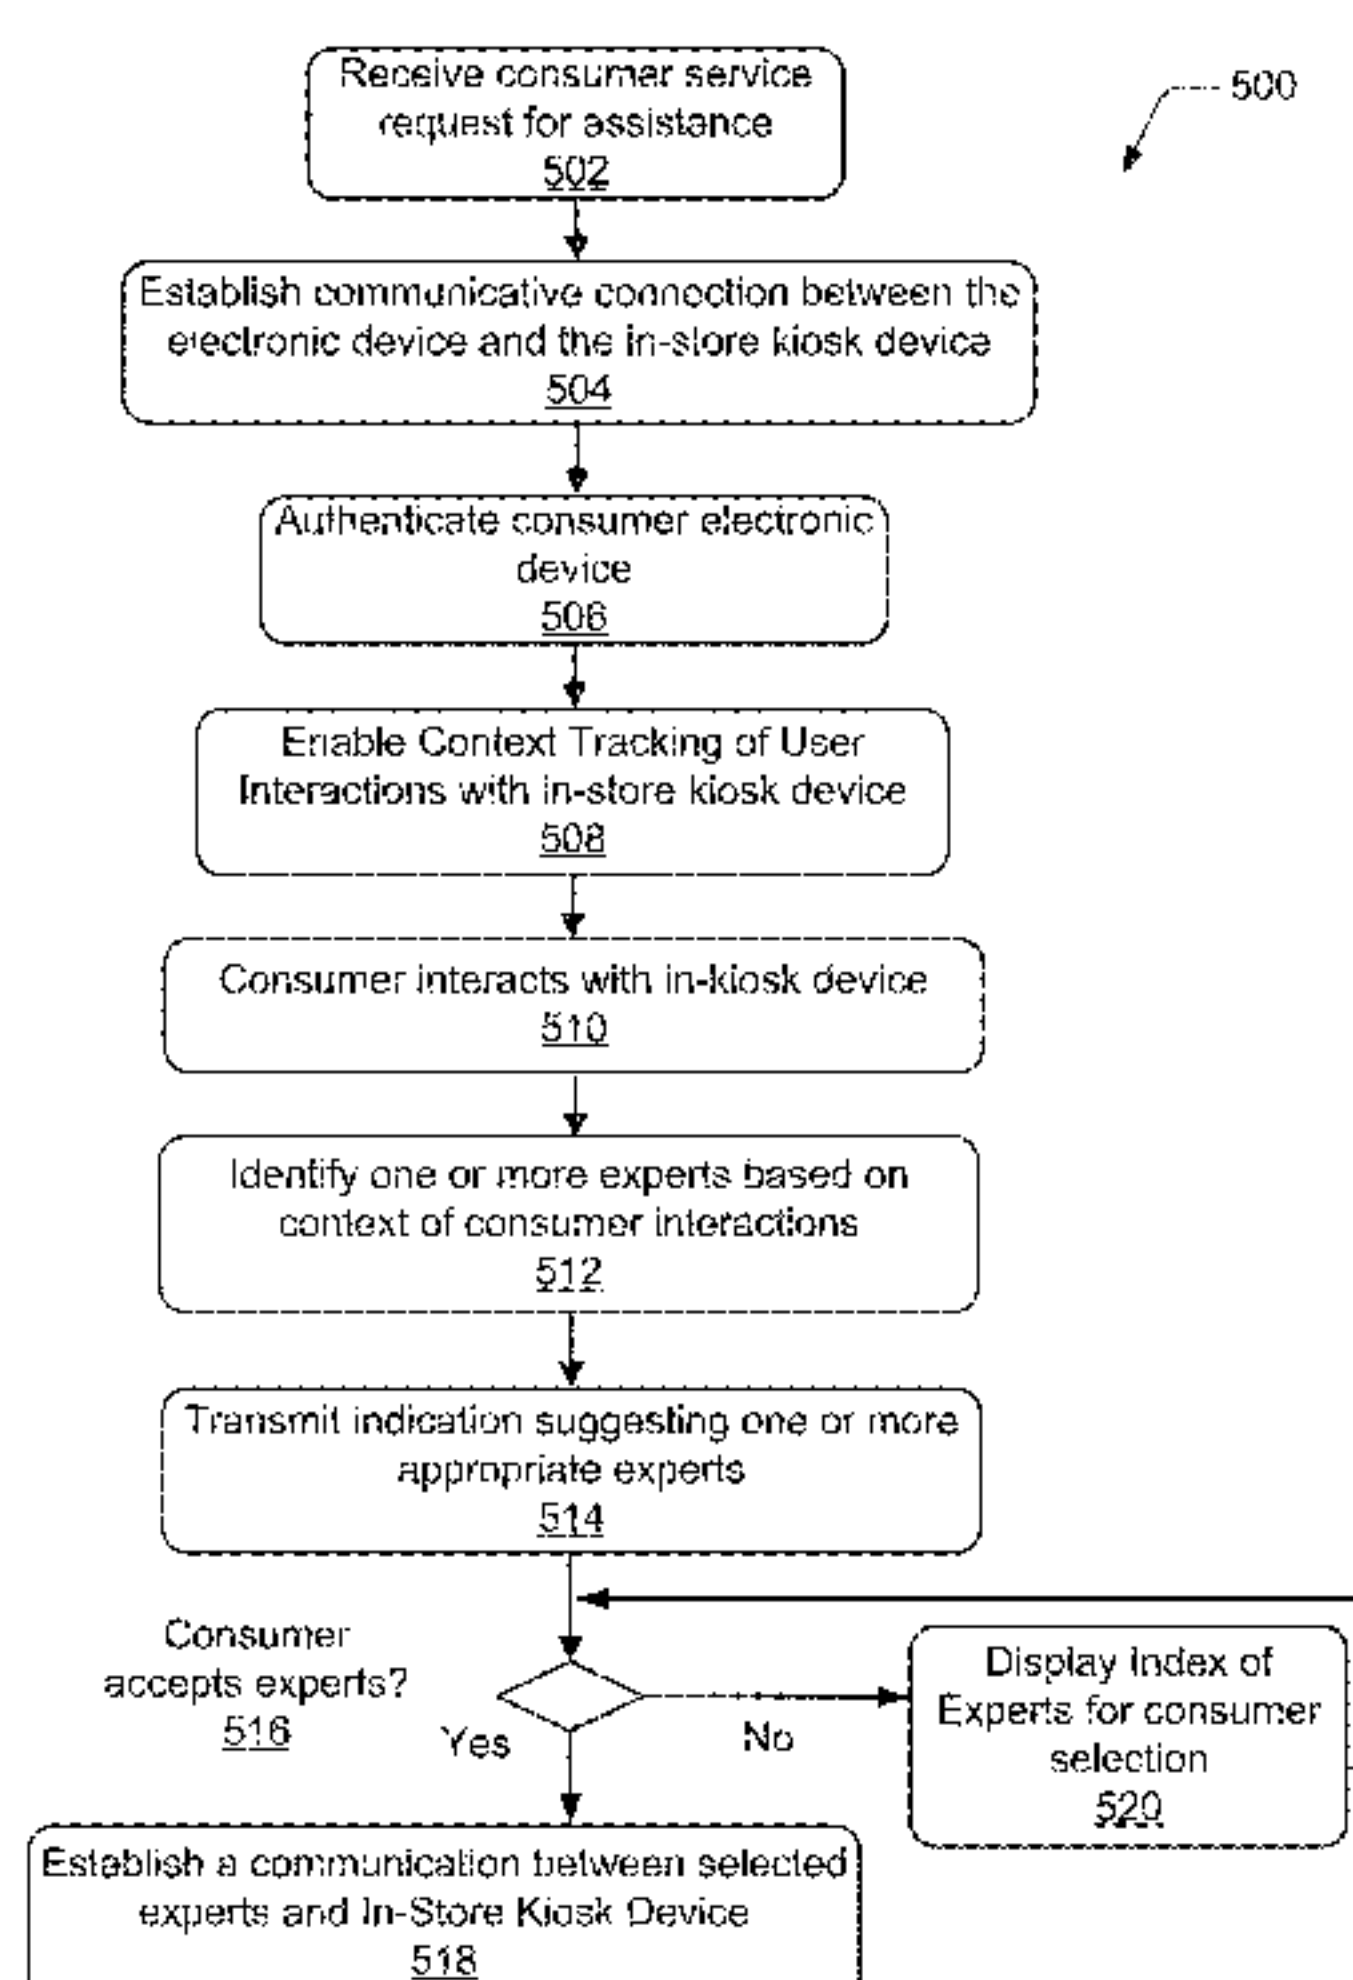 Receive consumer service
request for assistance
502
500
Establish communicative connection between the
electronic device and the in-store kiosk device
504
Authenticate consumer electronic
device
506
Enable Context Tracking of User
Interactions with in-store kiosk device
508
Consumer interacts with in-kiosk device
510
Identify one or more experts based on
context of consumer interactions
512
Transmit indication suggesting one or more
appropriate experts
514
Consumer
accepts experts?
516
Yes
No
Display Index of
Experts for consumer
selection
520
Establish a communication between selected
experts and In-Store Kiosk Device
518